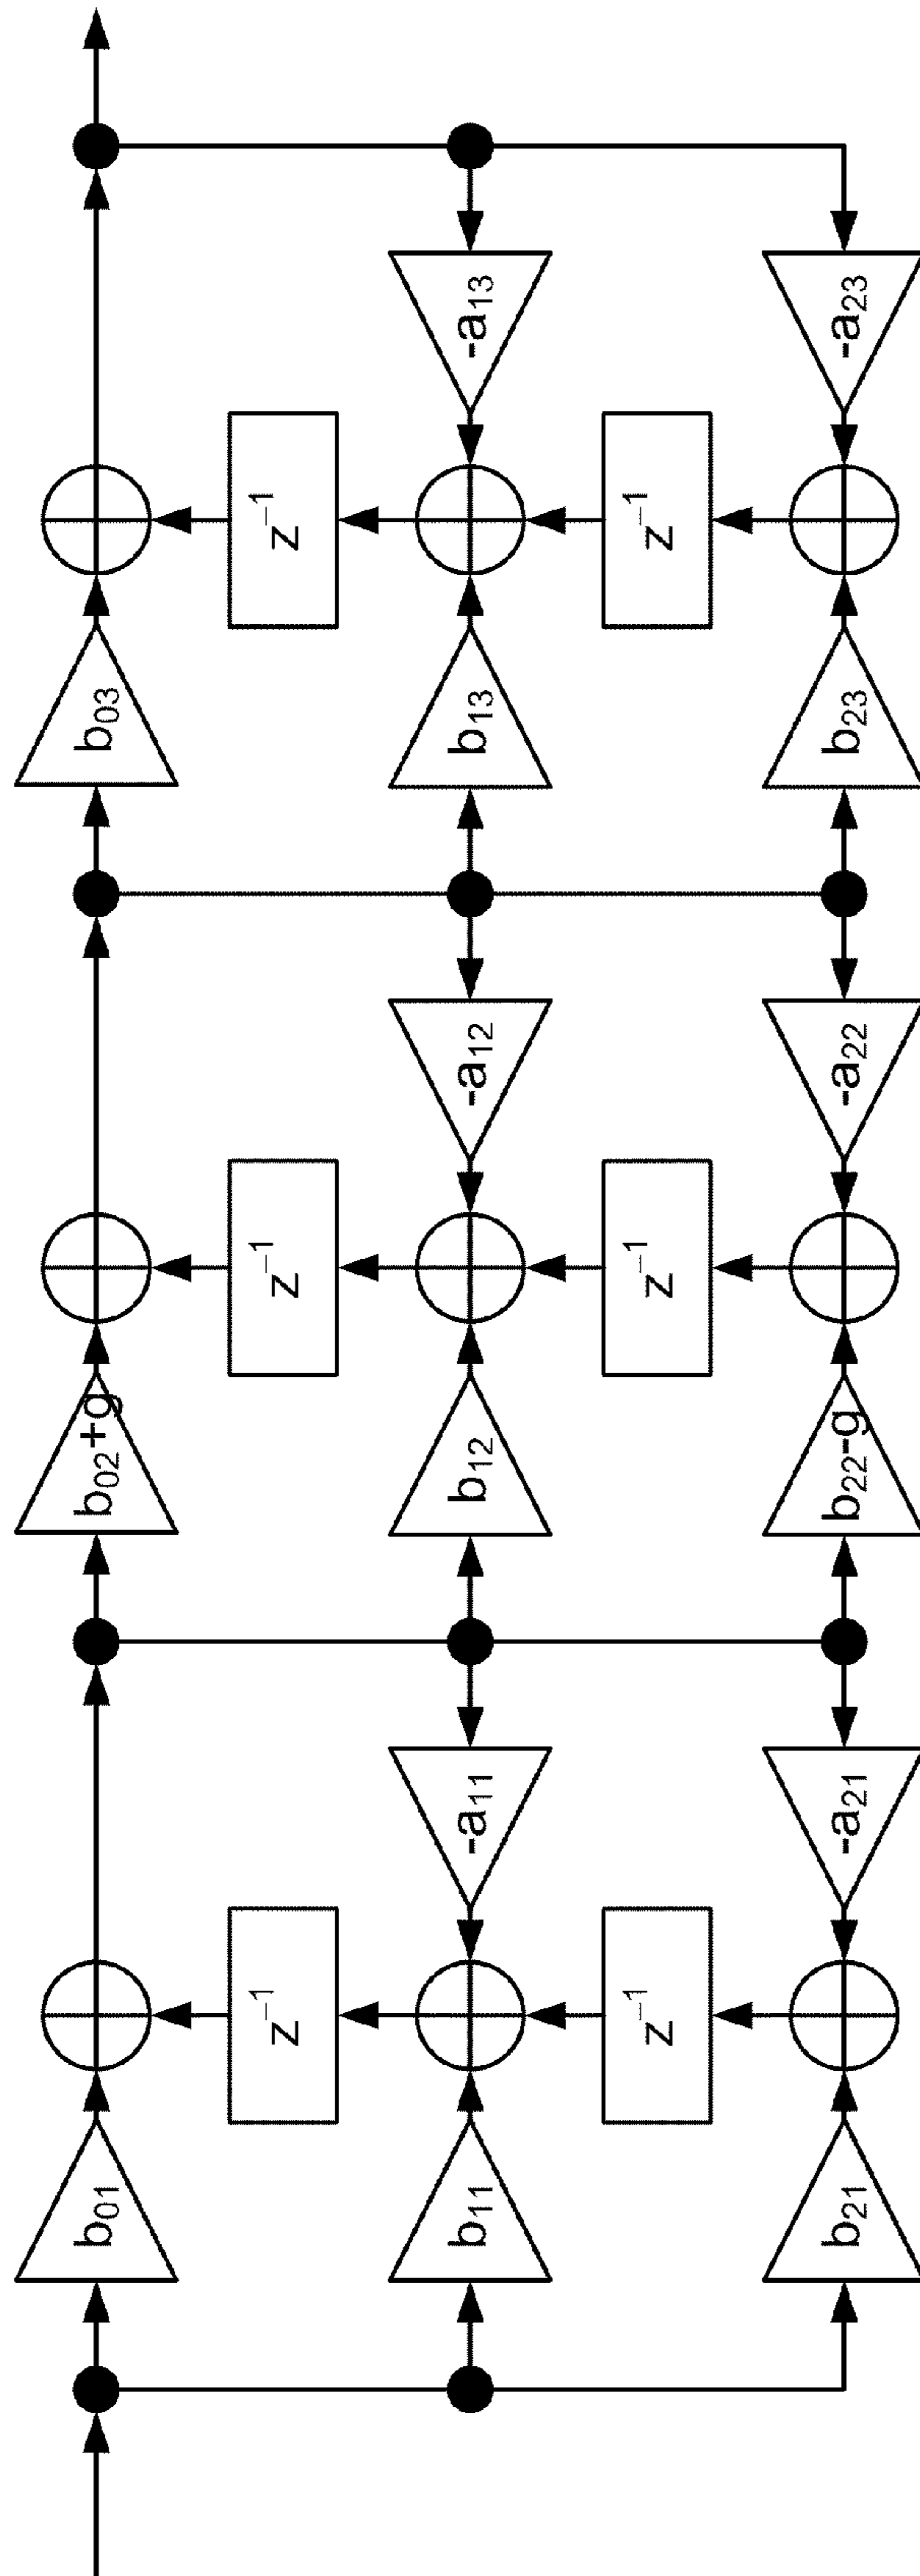 b₀₁
b₁₁
b₂₁
z⁻¹
z⁻¹
-a₁₁
-a₂₁
b₀₂+g
b₁₂
b₂₂-g
z⁻¹
z⁻¹
-a₁₂
-a₂₂
b₀₃
b₁₃
b₂₃
z⁻¹
z⁻¹
-a₁₃
-a₂₃